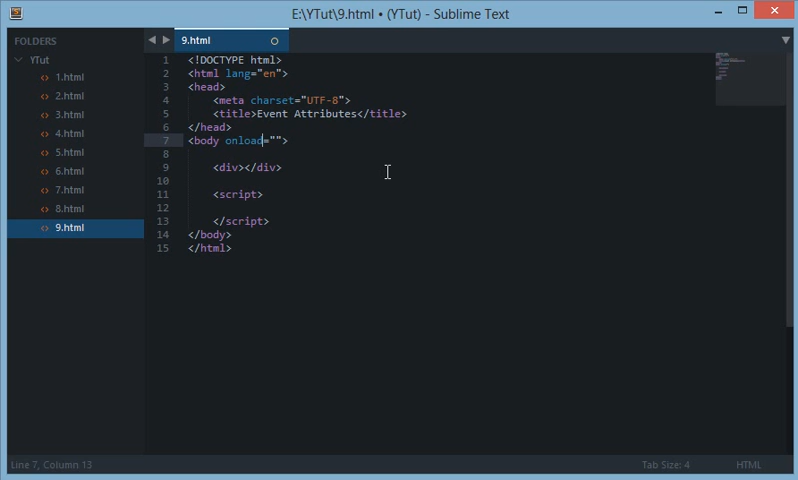 E:\YTut\9.html • (YTut) - Sublime Text
FOLDERS
YTut
1.html
2.html
3.html
4.html
5.html
6.html
7.html
8.html
9.html
9.html
1 <!DOCTYPE html>
2 <html lang="en">
3 <head>
4 <meta charset="UTF-8">
5 <title>Event Attributes</title>
6 </head>
7 <body onload="">
8
9 <div></div>
10
11 <script>
12
13 </script>
14 </body>
15 </html>
Line 7, Column 13
Tab Size: 4
HTML